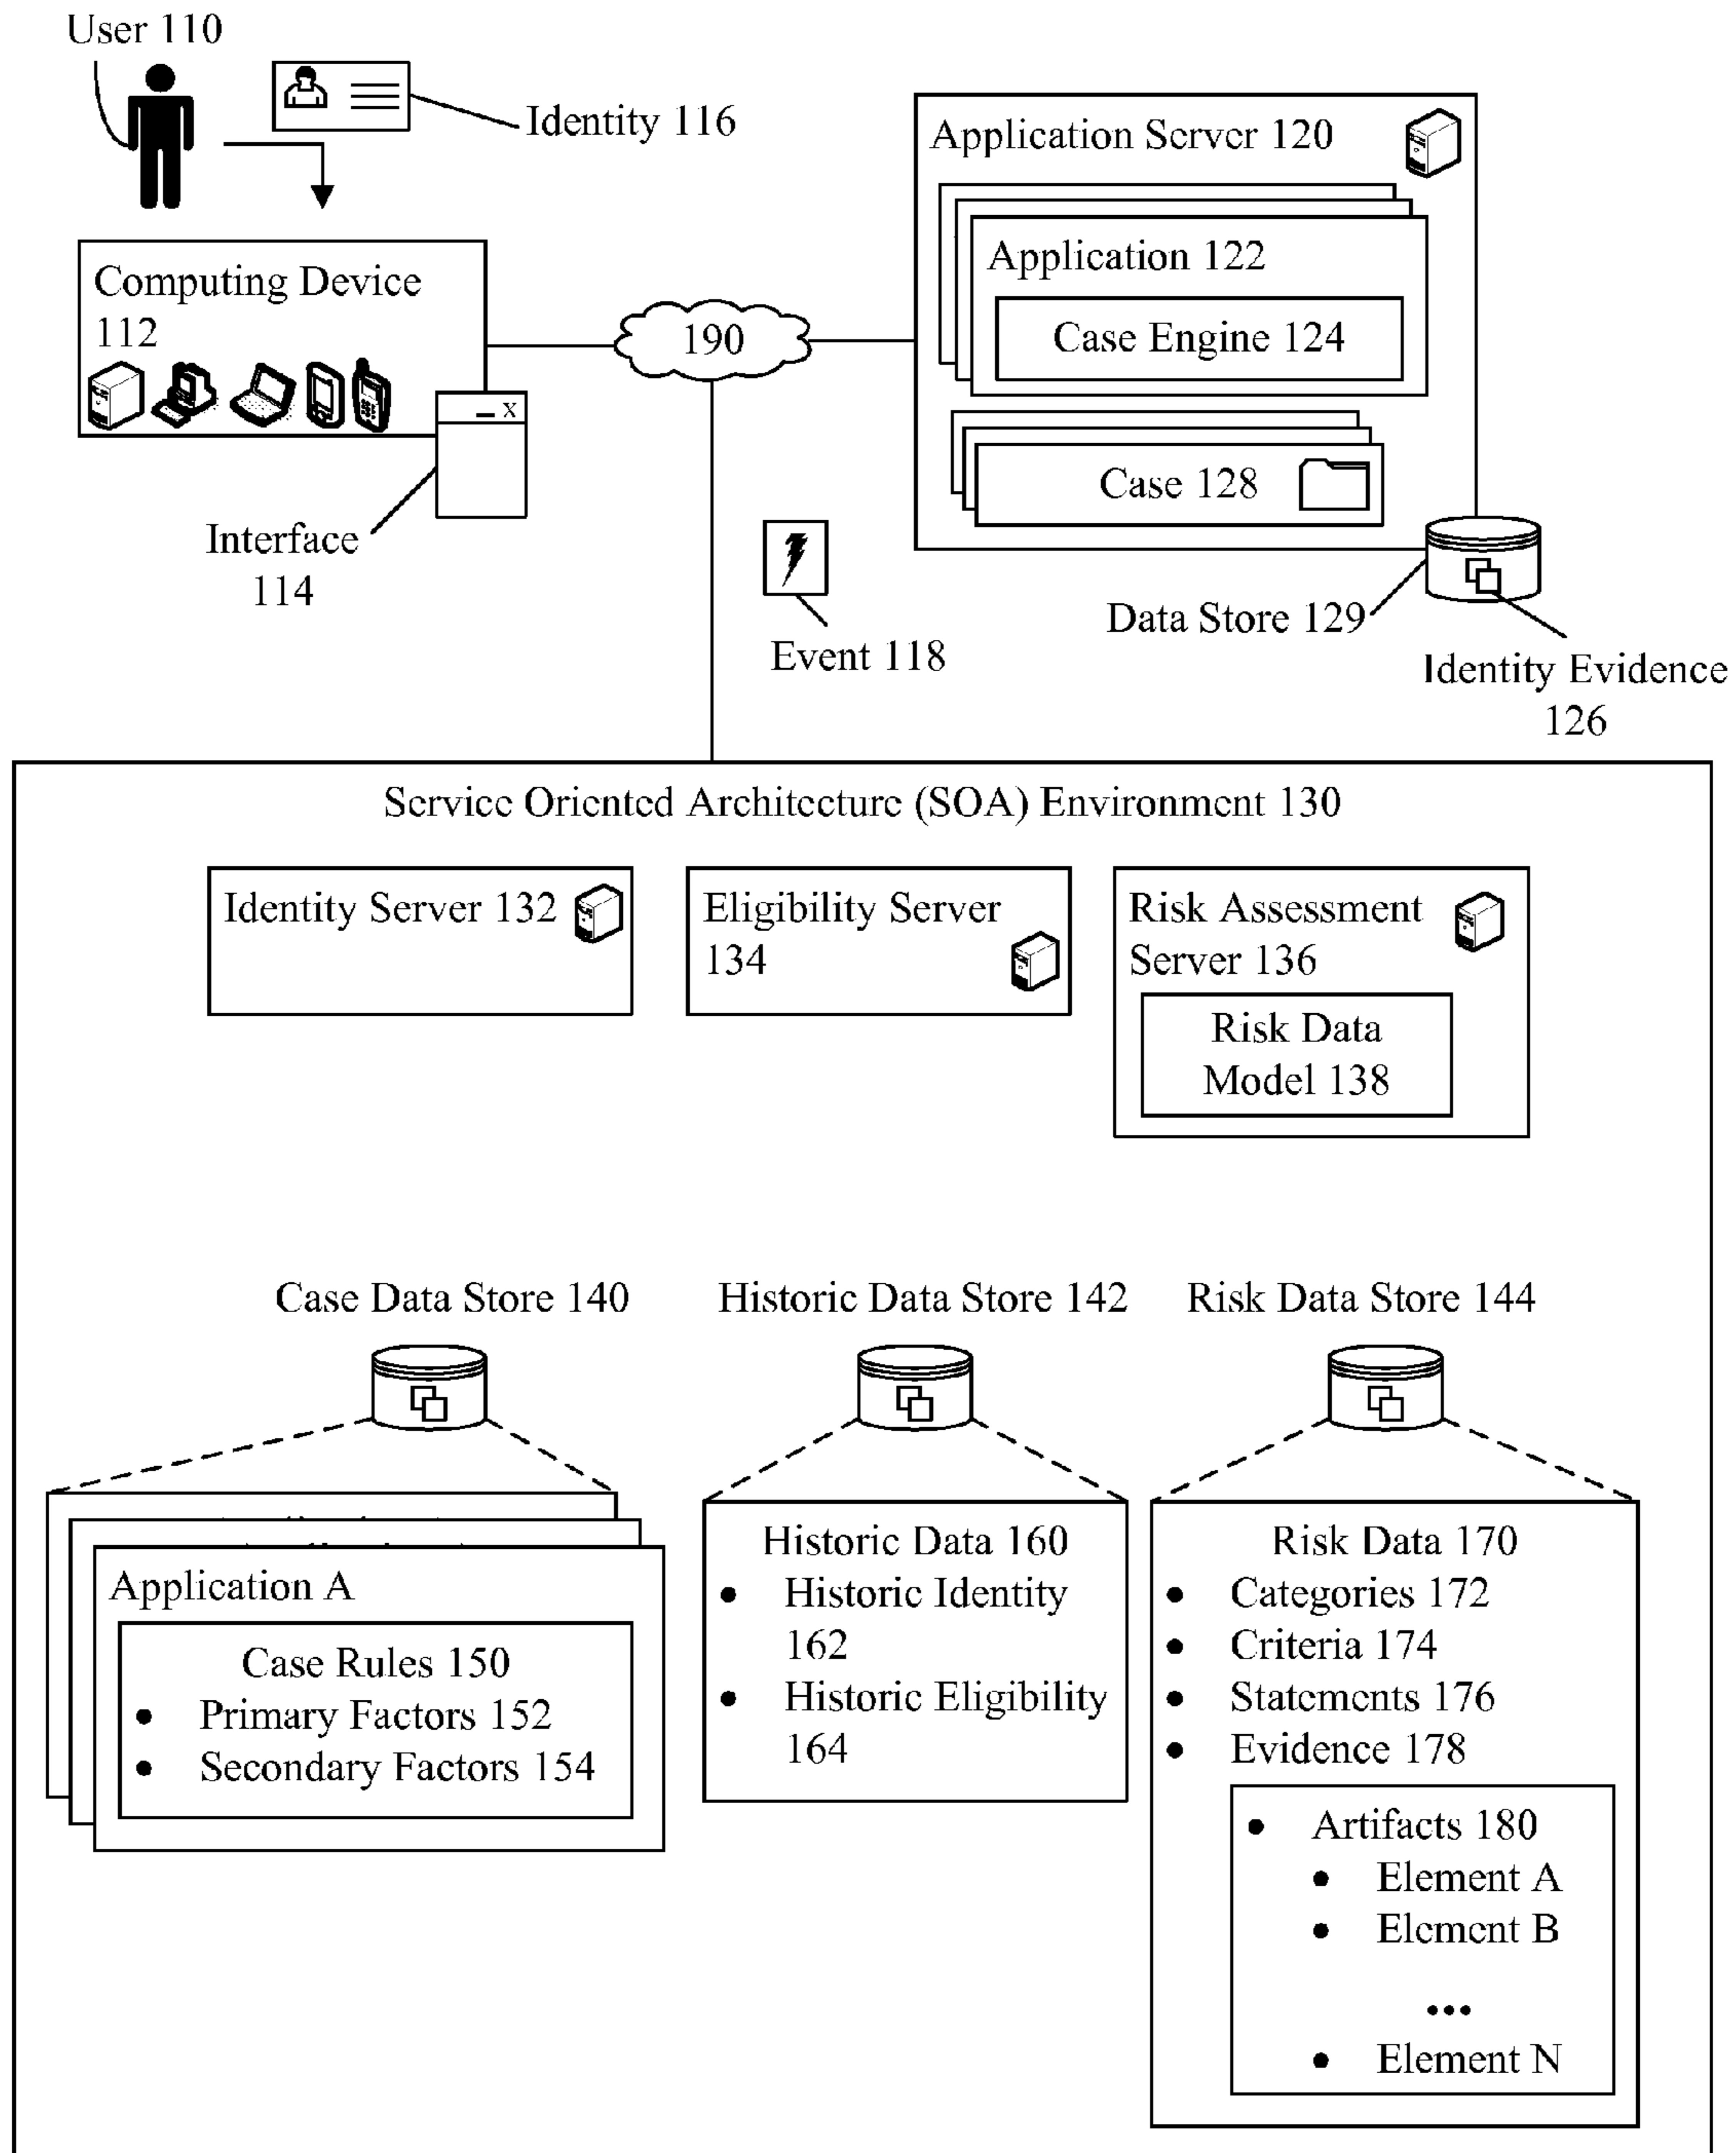 User 110
Identity 116
Computing Device
112
_ x
Interface
114
190
Application Server 120
Application 122
Case Engine 124
Case 128
Data Store 129
Identity Evidence
126
Event 118
Service Oriented Architecture (SOA) Environment 130
Identity Server 132
Eligibility Server
134
Risk Assessment
Server 136
Risk Data
Model 138
Case Data Store 140
Historic Data Store 142
Risk Data Store 144
Application A
Case Rules 150
• Primary Factors 152
• Secondary Factors 154
Historic Data 160
• Historic Identity
162
• Historic Eligibility
164
Risk Data 170
• Categories 172
• Criteria 174
• Statements 176
• Evidence 178
• Artifacts 180
• Element A
• Element B
•••
• Element N